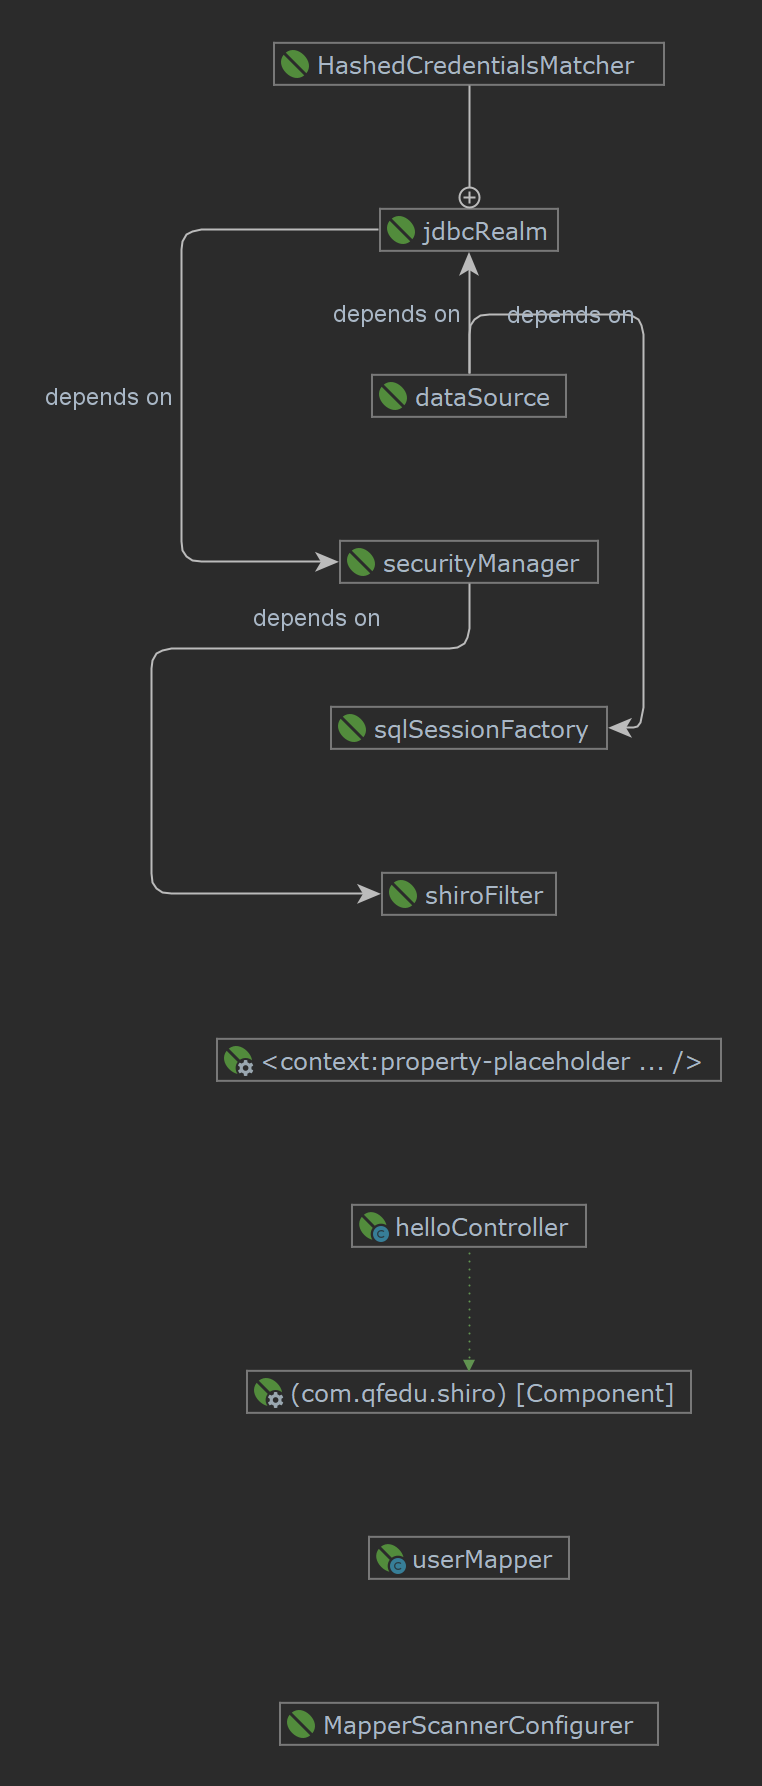 HashedCredentialsMatcher
jdbcRealm
depends on
depends on
depends on
dataSource
securityManager
depends on
sqlSessionFactory
shiroFilter
<context:property-placeholder ... />
helloController
(com.qfedu.shiro) [Component]
userMapper
MapperScannerConfigurer